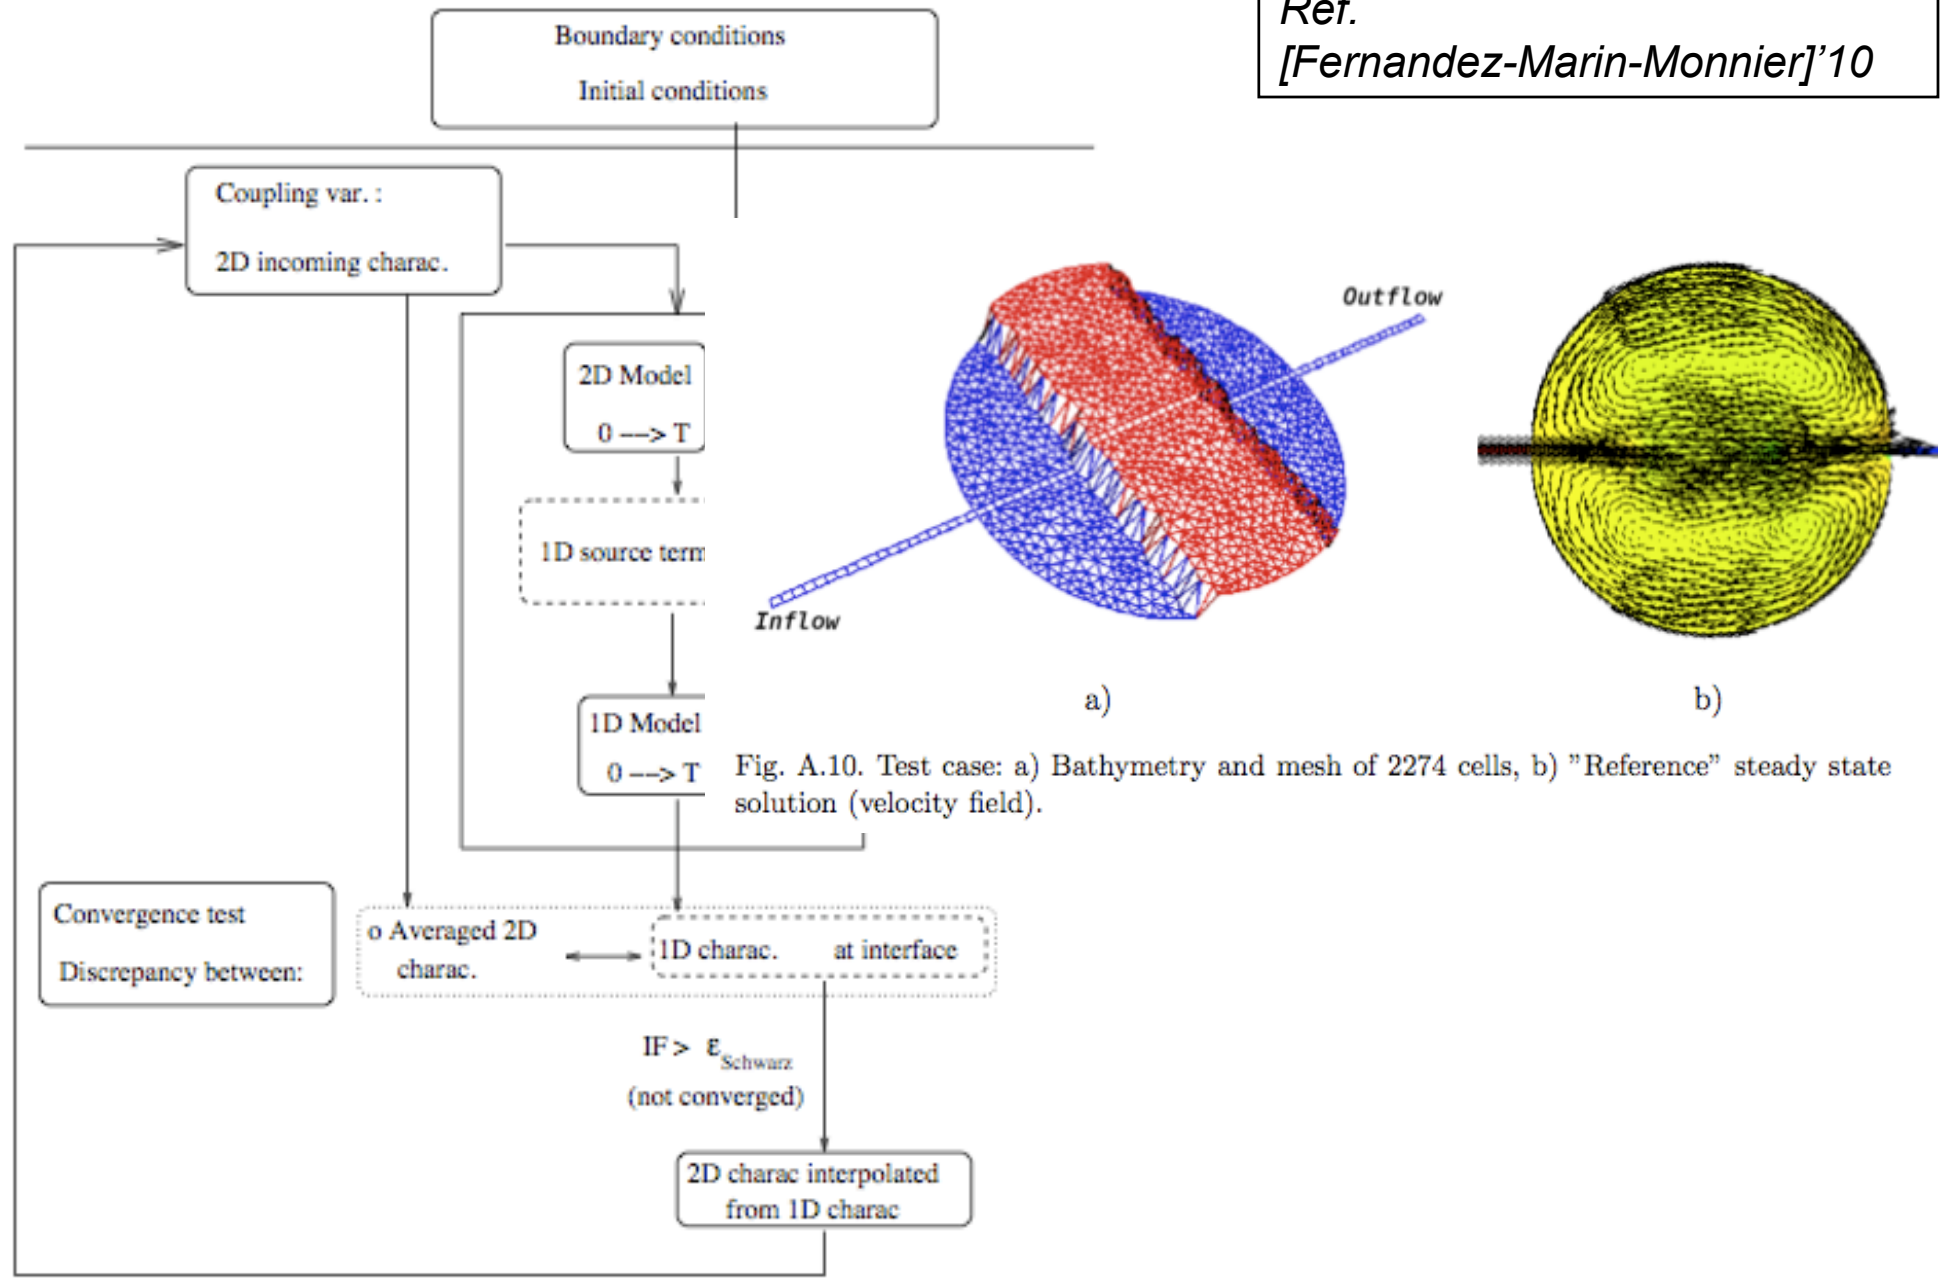 Ref.
[Fernandez-Marin-Monnier]’10
Boundary conditions
Initial conditions
Coupling var. :
2D incoming charac.
2D Model
0 —-> T
1D source term
1D Model
0 —-> T
Convergence test
Discrepancy between:
o Averaged 2D
charac.
1D charac. at interface
IF > ε Schwarz
(not converged)
2D charac interpolated
from 1D charac
Outflow
Inflow
a)
b)
Fig. A.10. Test case: a) Bathymetry and mesh of 2274 cells, b) ”Reference” steady state
solution (velocity field).